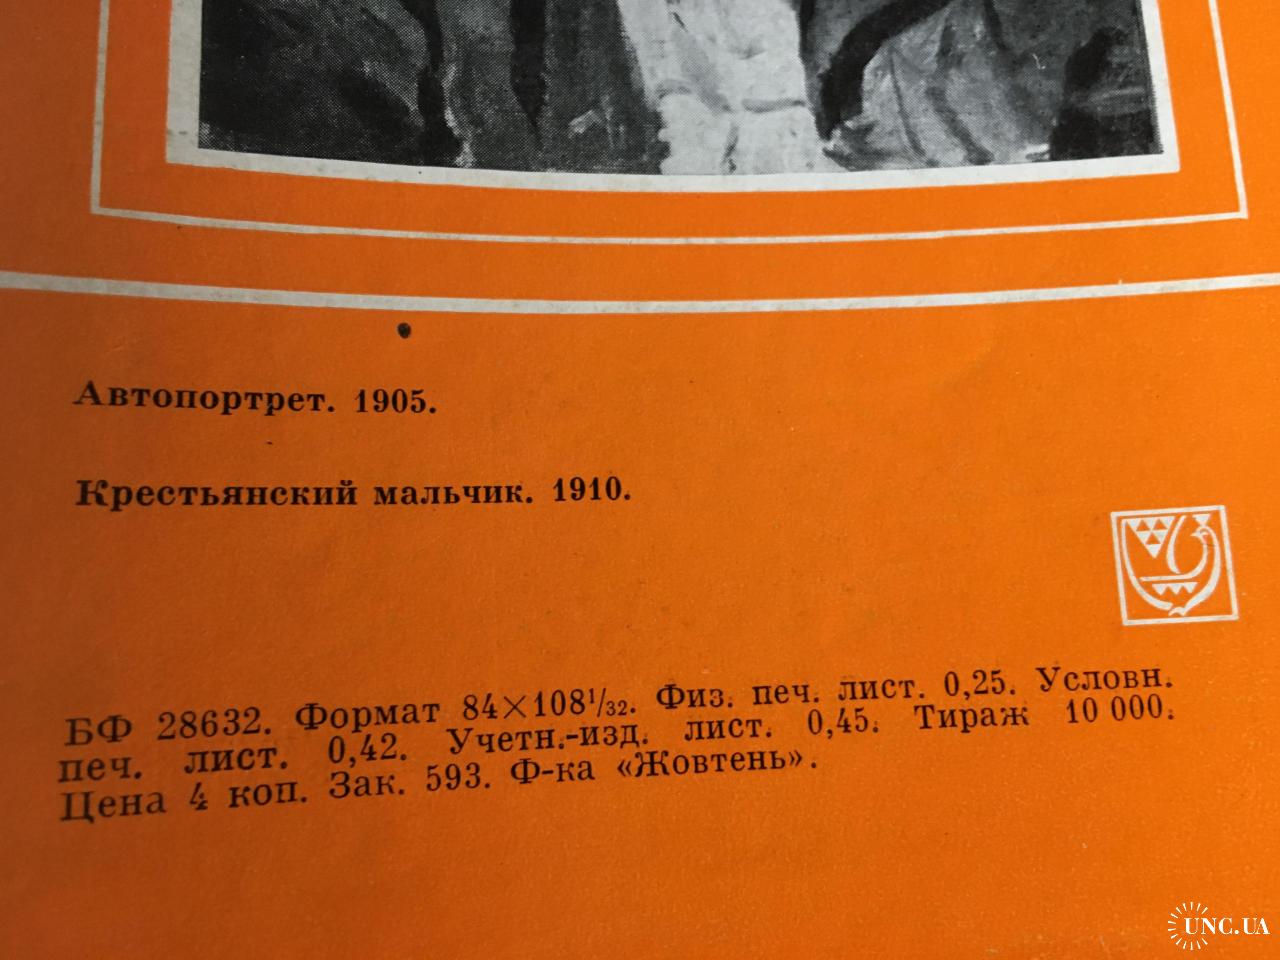 Автопортрет. 1905.
Крестьянский мальчик. 1910.
БФ 28632. Формат 84×108¹/₃₂. Физ. печ. лист. 0,25. Условн.
печ. лист. 0,42. Учетн.-изд. лист. 0,45. Тираж 10 000.
Цена 4 коп. Зак. 593. Ф-ка «Жовтень».
UNC.UA